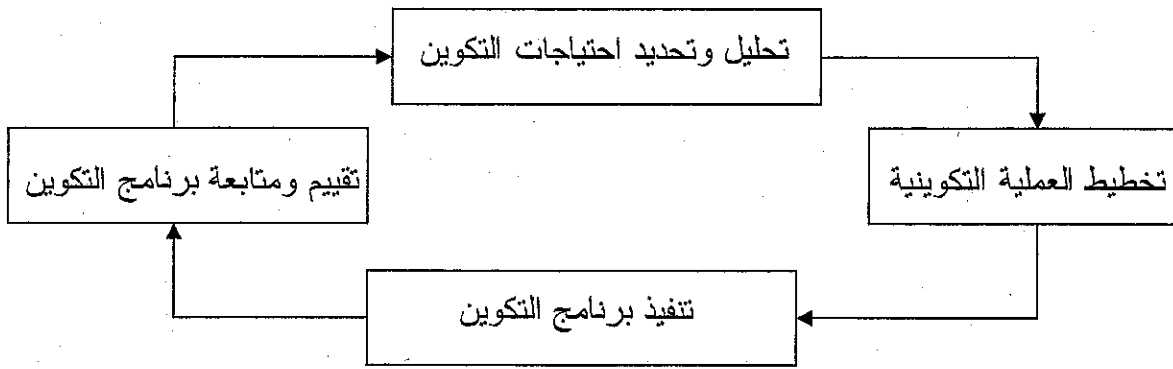 تحليل وتحديد احتياجات التكوين
تخطيط العملية التكوينية
تقييم ومتابعة برنامج التكوين
تنفيذ برنامج التكوين